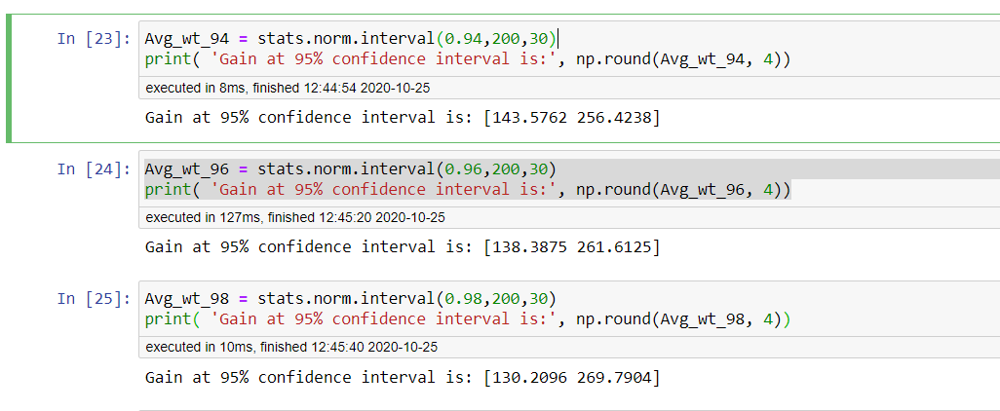 In [23]: Avg_wt_94 = stats.norm.interval(0.94,200,30)
print( 'Gain at 95% confidence interval is:', np.round(Avg_wt_94, 4))
executed in 8ms, finished 12:44:54 2020-10-25
Gain at 95% confidence interval is: [143.5762 256.4238]
In [24]: Avg_wt_96 = stats.norm.interval(0.96,200,30)
print( 'Gain at 95% confidence interval is:', np.round(Avg_wt_96, 4))
executed in 127ms, finished 12:45:20 2020-10-25
Gain at 95% confidence interval is: [138.3875 261.6125]
In [25]: Avg_wt_98 = stats.norm.interval(0.98,200,30)
print( 'Gain at 95% confidence interval is:', np.round(Avg_wt_98, 4))
executed in 10ms, finished 12:45:40 2020-10-25
Gain at 95% confidence interval is: [130.2096 269.7904]